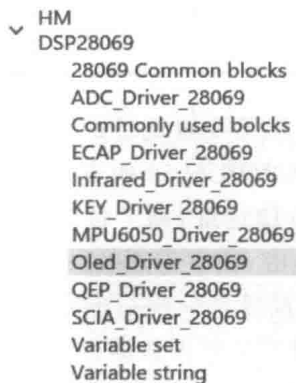 HM
DSP28069
28069 Common blocks
ADC_Driver_28069
Commonly used bolcks
ECAP_Driver_28069
Infrared_Driver_28069
KEY_Driver_28069
MPU6050_Driver_28069
Oled_Driver_28069
QEP_Driver_28069
SCIA_Driver_28069
Variable set
Variable string